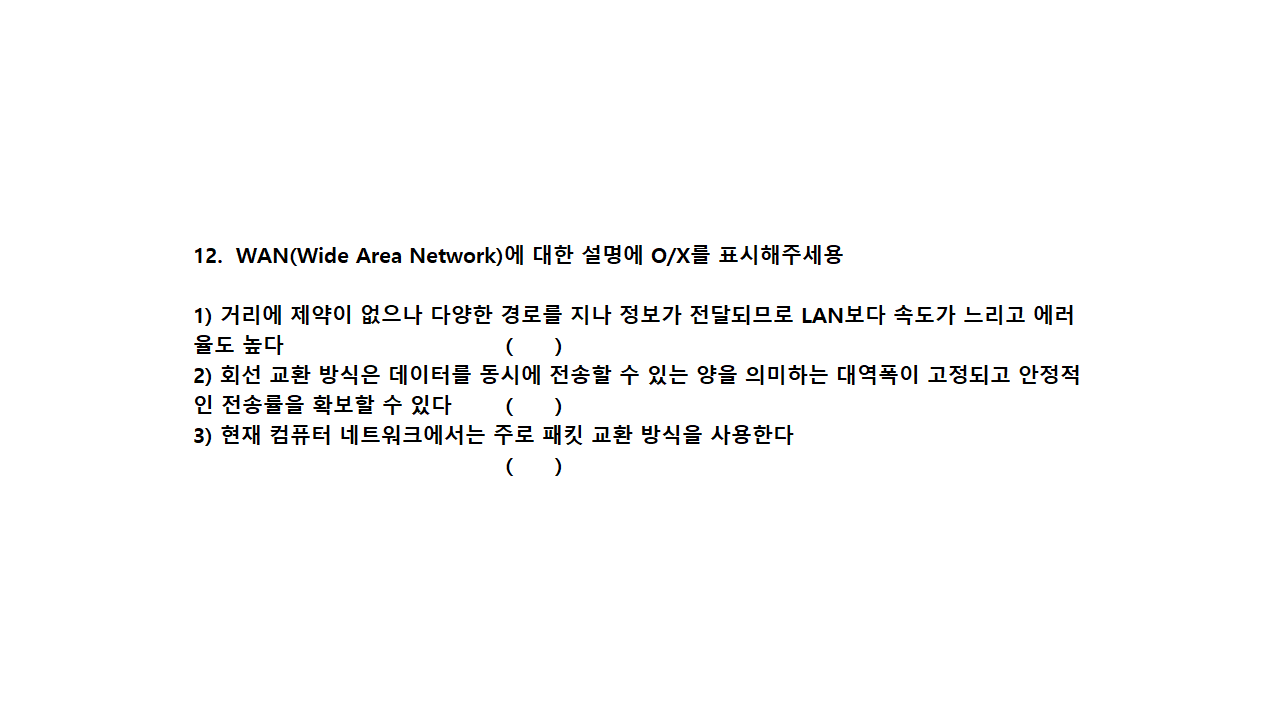 12. WAN(Wide Area Network)에 대한 설명에 O/X를 표시해주세용
1) 거리에 제약이 없으나 다양한 경로를 지나 정보가 전달되므로 LAN보다 속도가 느리고 에러
율도 높다 ( )
2) 회선 교환 방식은 데이터를 동시에 전송할 수 있는 양을 의미하는 대역폭이 고정되고 안정적
인 전송률을 확보할 수 있다 ( )
3) 현재 컴퓨터 네트워크에서는 주로 패킷 교환 방식을 사용한다
( )